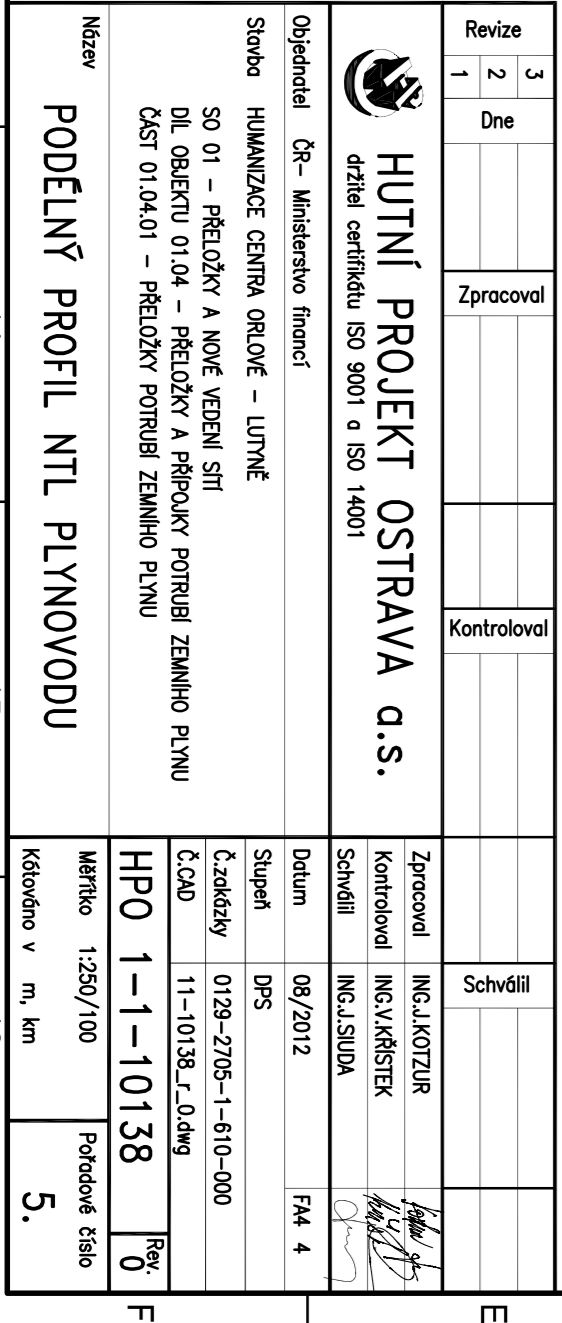 3
2
1
Revize Dne Zpracoval Kontroloval Schválil
HUTNÍ PROJEKT OSTRAVA a.s.
držitel certifikátu ISO 9001 a ISO 14001
Zpracoval ING.J.KOTZUR
Kontroloval ING.V.KŘÍSTEK
Schválil ING.J.SIUDA
Objednatel ČR– Ministerstvo financí
Datum 08/2012 FA4 4
Stavba HUMANIZACE CENTRA ORLOVÉ – LUTYNĚ
Stupeň DPS
SO 01 – PŘELOŽKY A NOVÉ VEDENÍ SÍTÍ
Č.zakázky 0129–2705–1–610–000
DÍL OBJEKTU 01.04 – PŘELOŽKY A PŘÍPOJKY POTRUBÍ ZEMNÍHO PLYNU
Č.CAD 11–10138_r_0.dwg
ČÁST 01.04.01 – PŘELOŽKY POTRUBÍ ZEMNÍHO PLYNU
HPO 1–1–10138
Rev.
0
Název
PODÉLNÝ PROFIL NTL PLYNOVODU
Měřítko 1:250/100
Kótováno v m, km
Pořadové číslo
5.
E
F